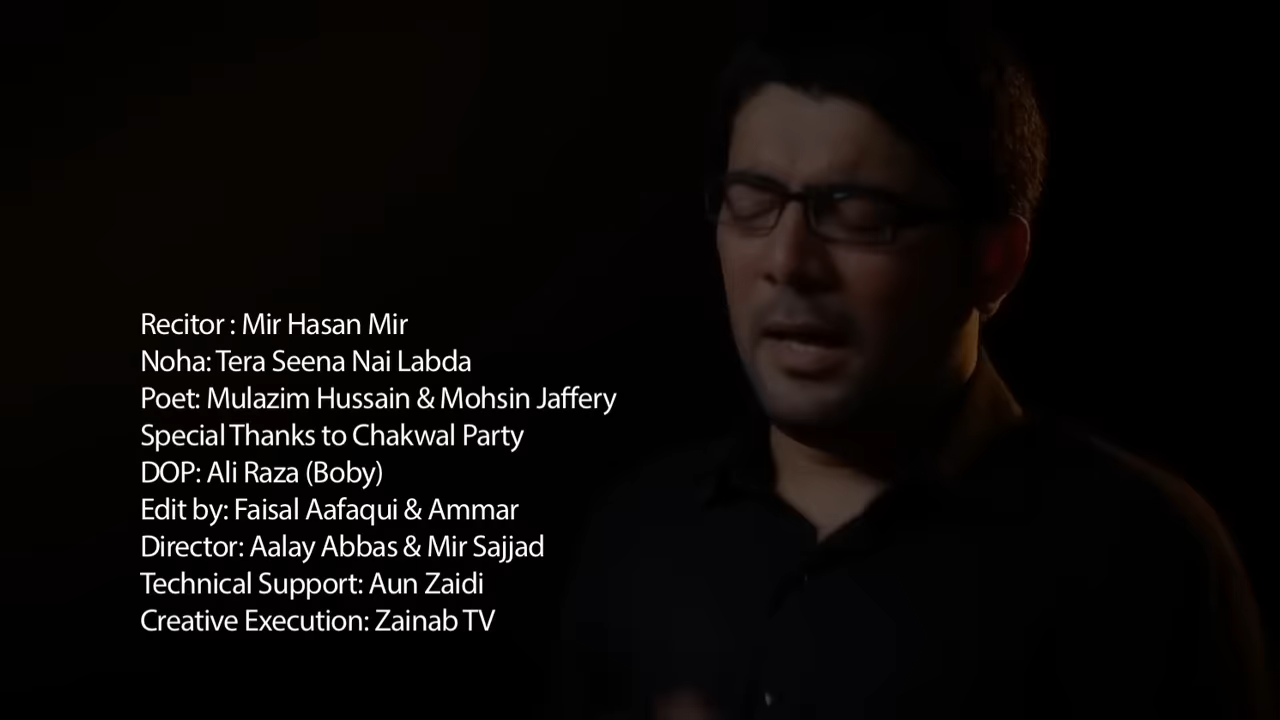 Recitor : Mir Hasan Mir
Noha: Tera Seena Nai Labda
Poet: Mulazim Hussain & Mohsin Jaffery
Special Thanks to Chakwal Party
DOP: Ali Raza (Boby)
Edit by: Faisal Aafaqui & Ammar
Director: Aalay Abbas & Mir Sajjad
Technical Support: Aun Zaidi
Creative Execution: Zainab TV